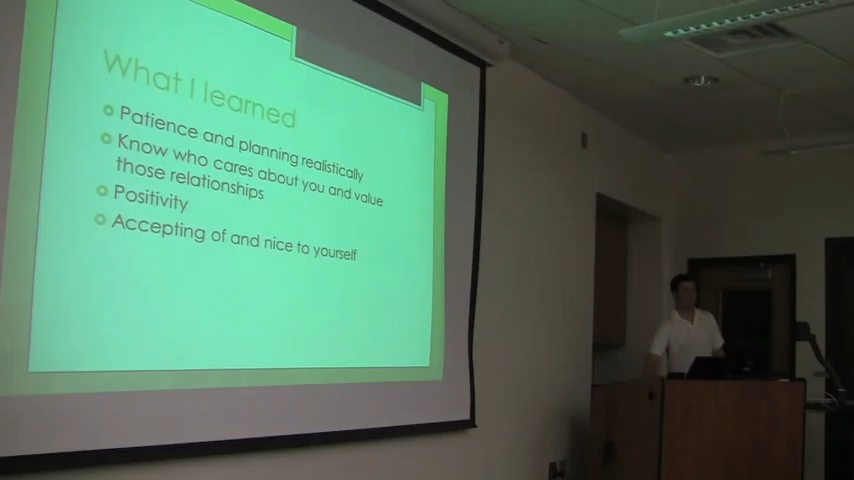 What I learned
Patience and planning realistically
Know who cares about you and value
those relationships
Positivity
Accepting of and nice to yourself